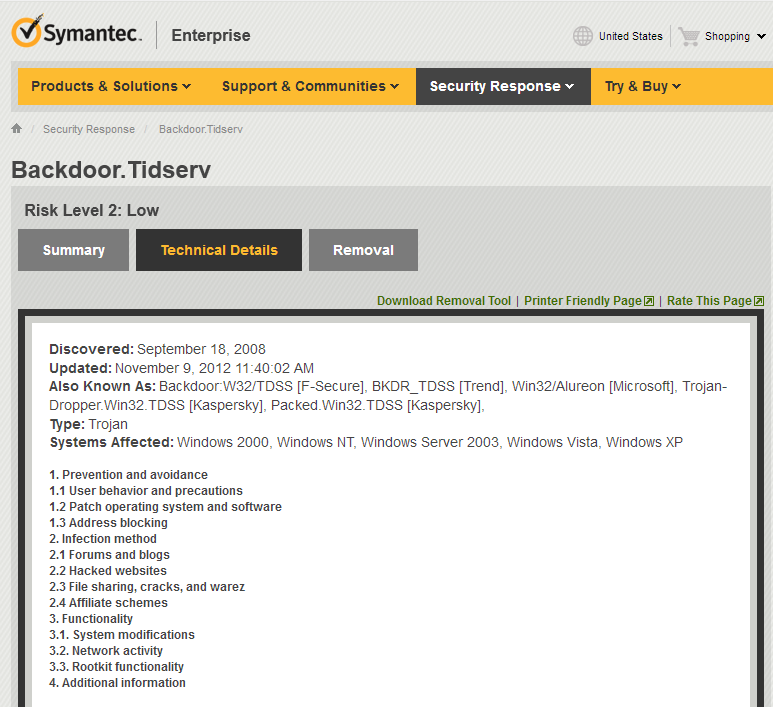 Symantec. Enterprise
United States Shopping
Products & Solutions Support & Communities Security Response Try & Buy
/ Security Response / Backdoor.Tidserv
Backdoor.Tidserv
Risk Level 2: Low
Summary Technical Details Removal
Download Removal Tool | Printer Friendly Page | Rate This Page
Discovered: September 18, 2008
Updated: November 9, 2012 11:40:02 AM
Also Known As: Backdoor:W32/TDSS [F-Secure], BKDR_TDSS [Trend], Win32/Alureon [Microsoft], Trojan-
Dropper.Win32.TDSS [Kaspersky], Packed.Win32.TDSS [Kaspersky],
Type: Trojan
Systems Affected: Windows 2000, Windows NT, Windows Server 2003, Windows Vista, Windows XP
1. Prevention and avoidance
1.1 User behavior and precautions
1.2 Patch operating system and software
1.3 Address blocking
2. Infection method
2.1 Forums and blogs
2.2 Hacked websites
2.3 File sharing, cracks, and warez
2.4 Affiliate schemes
3. Functionality
3.1. System modifications
3.2. Network activity
3.3. Rootkit functionality
4. Additional information